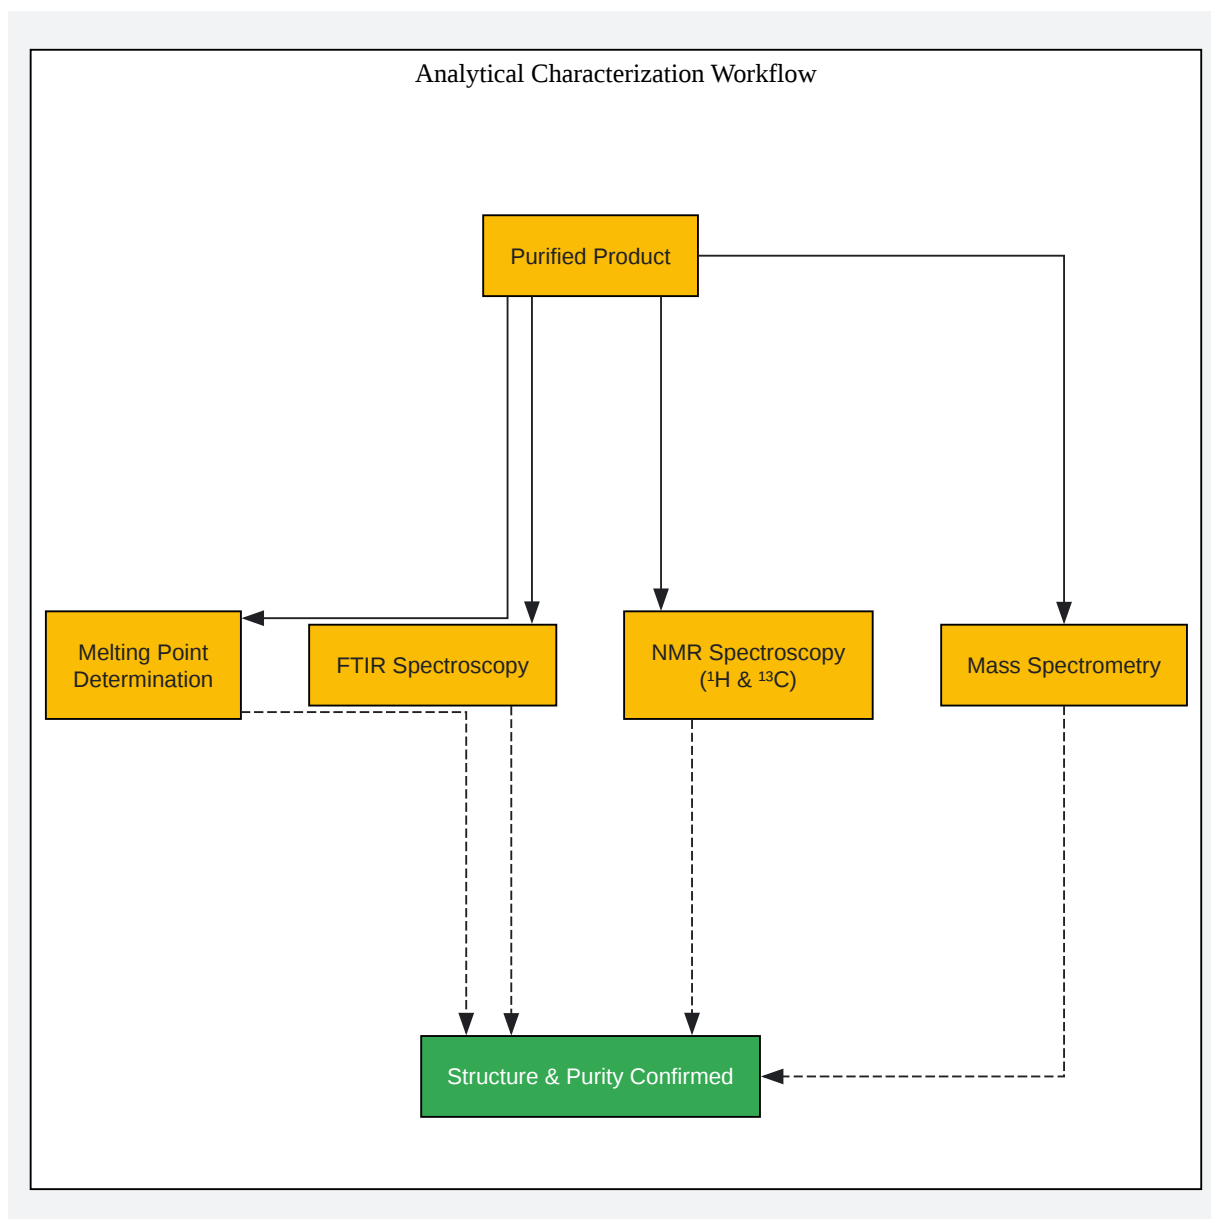 Analytical Characterization Workflow
Purified Product
Melting Point
Determination
FTIR Spectroscopy
NMR Spectroscopy
(¹H & ¹³C)
Mass Spectrometry
Structure & Purity Confirmed